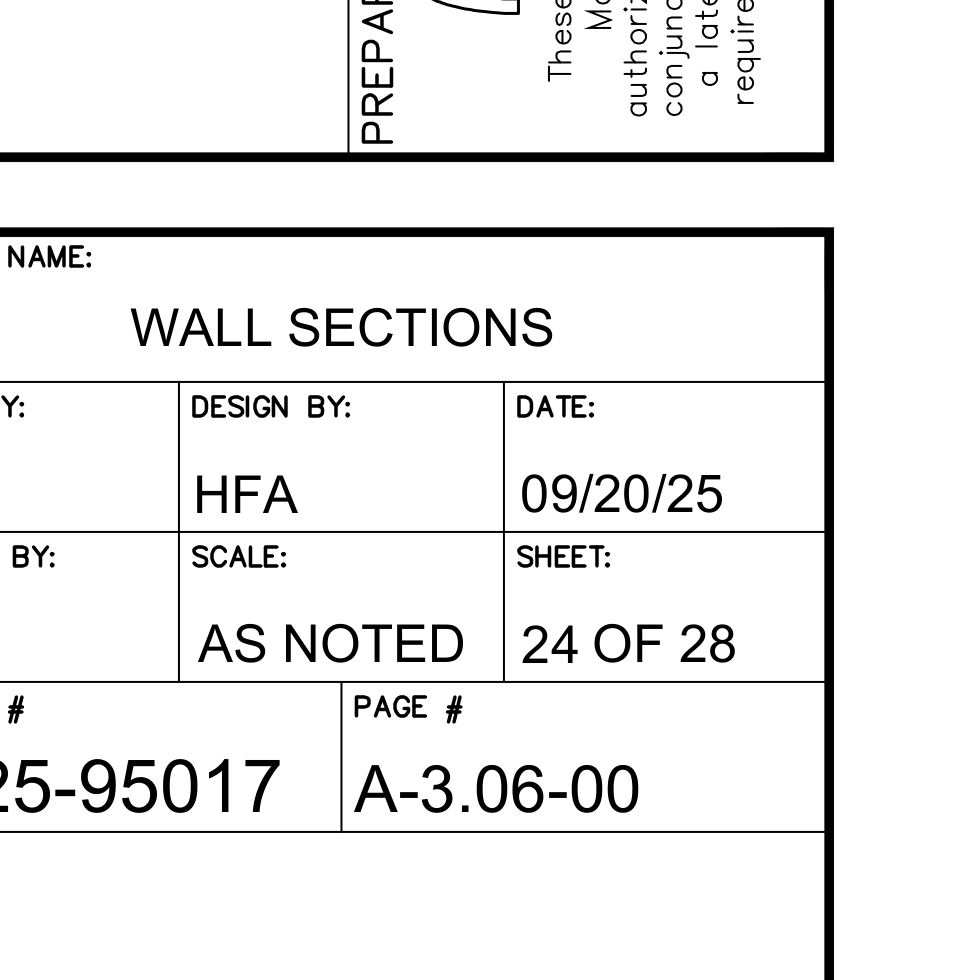 PREPAR
These
Mo
authoriz
conjunc
a late
require
NAME:
WALL SECTIONS
Y:
DESIGN BY:
DATE:
HFA
09/20/25
BY:
SCALE:
SHEET:
AS NOTED
24 OF 28
#
PAGE #
25-95017
A-3.06-00